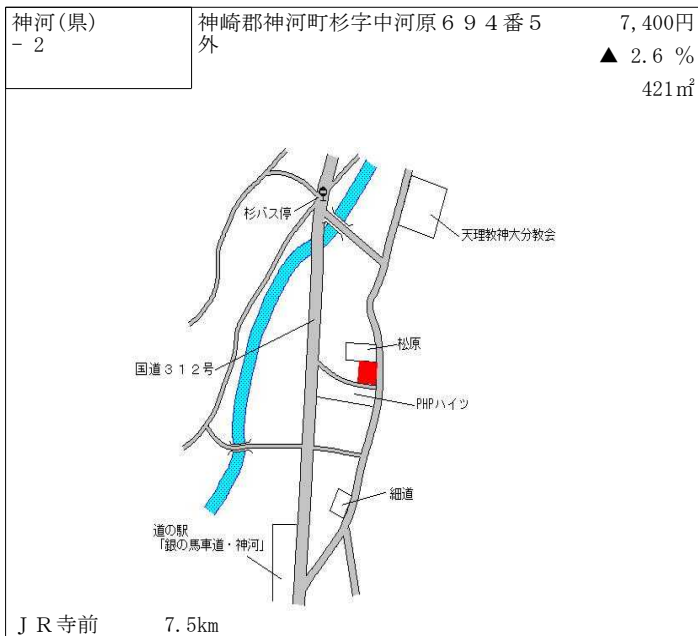 神河(県)
- 2
神崎郡神河町杉字中河原６９４番５
外
7,400円
▲ 2.6 %
421㎡
杉バス停
天理教神大分教会
松原
国道３１２号
PHPハイツ
細道
道の駅
「銀の馬車道・神河」
ＪＲ寺前 7.5km